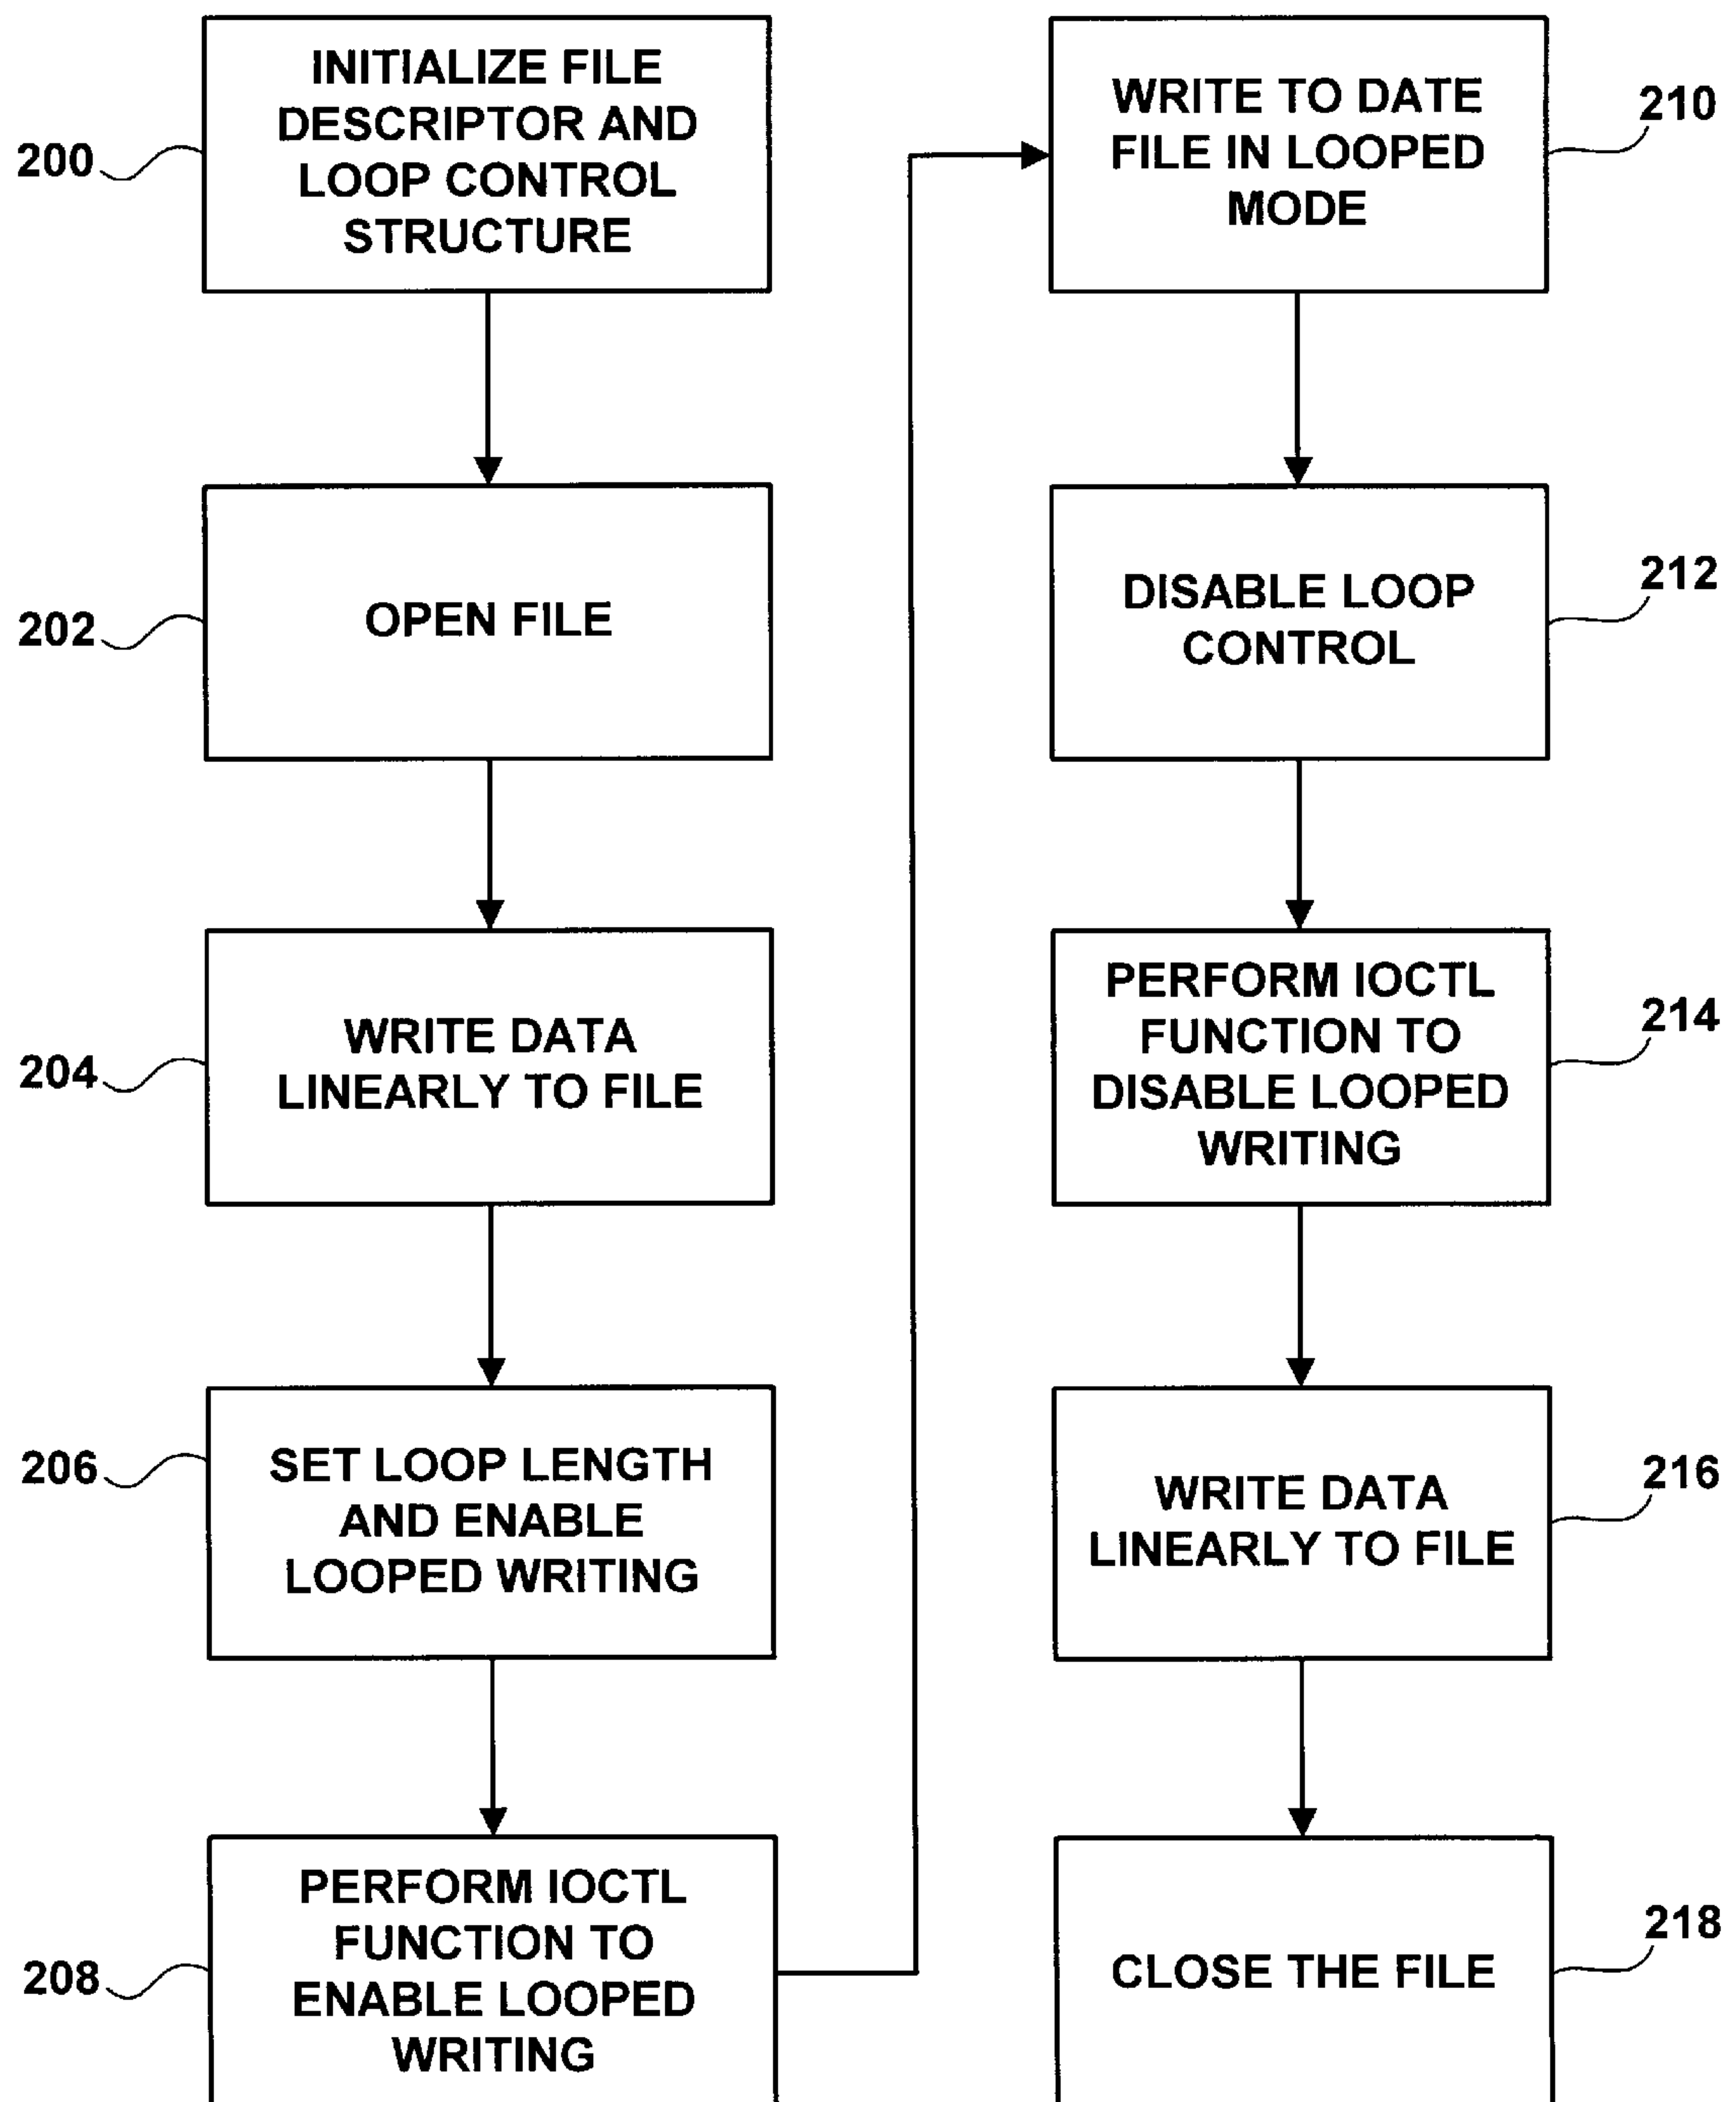 200
INITIALIZE FILE
DESCRIPTOR AND
LOOP CONTROL
STRUCTURE
202
OPEN FILE
204
WRITE DATA
LINEARLY TO FILE
206
SET LOOP LENGTH
AND ENABLE
LOOPED WRITING
208
PERFORM IOCTL
FUNCTION TO
ENABLE LOOPED
WRITING
WRITE TO DATE
FILE IN LOOPED
MODE
210
DISABLE LOOP
CONTROL
212
PERFORM IOCTL
FUNCTION TO
DISABLE LOOPED
WRITING
214
WRITE DATA
LINEARLY TO FILE
216
CLOSE THE FILE
218